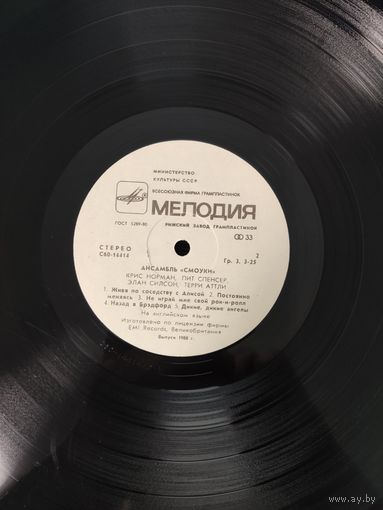 МИНИСТЕРСТВО
КУЛЬТУРЫ СССР
ВСЕСОЮЗНАЯ ФИРМА ГРАМПЛАСТИНОК
МЕЛОДИЯ
ГОСТ 5289-80 РИЖСКИЙ ЗАВОД ГРАМПЛАСТИНОК 33
СТЕРЕО 2
С60-14414 Гр. 3. 3-25
АНСАМБЛЬ «СМОУКИ»
КРИС НОРМАН, ПИТ СПЕНСЕР,
ЭЛАН СИЛСОН, ТЕРРИ АТТЛИ
1. Живя по соседству с Алисой 2. Постоянно
меняясь 3. Не играй мне свой рок-н-ролл
4. Назад в Брэдфорд 5. Дикие, дикие ангелы
На английском языке
Изготовлено по лицензии фирмы
EMI Records, Великобритания
Выпуск 1988 г.
www.ay.by